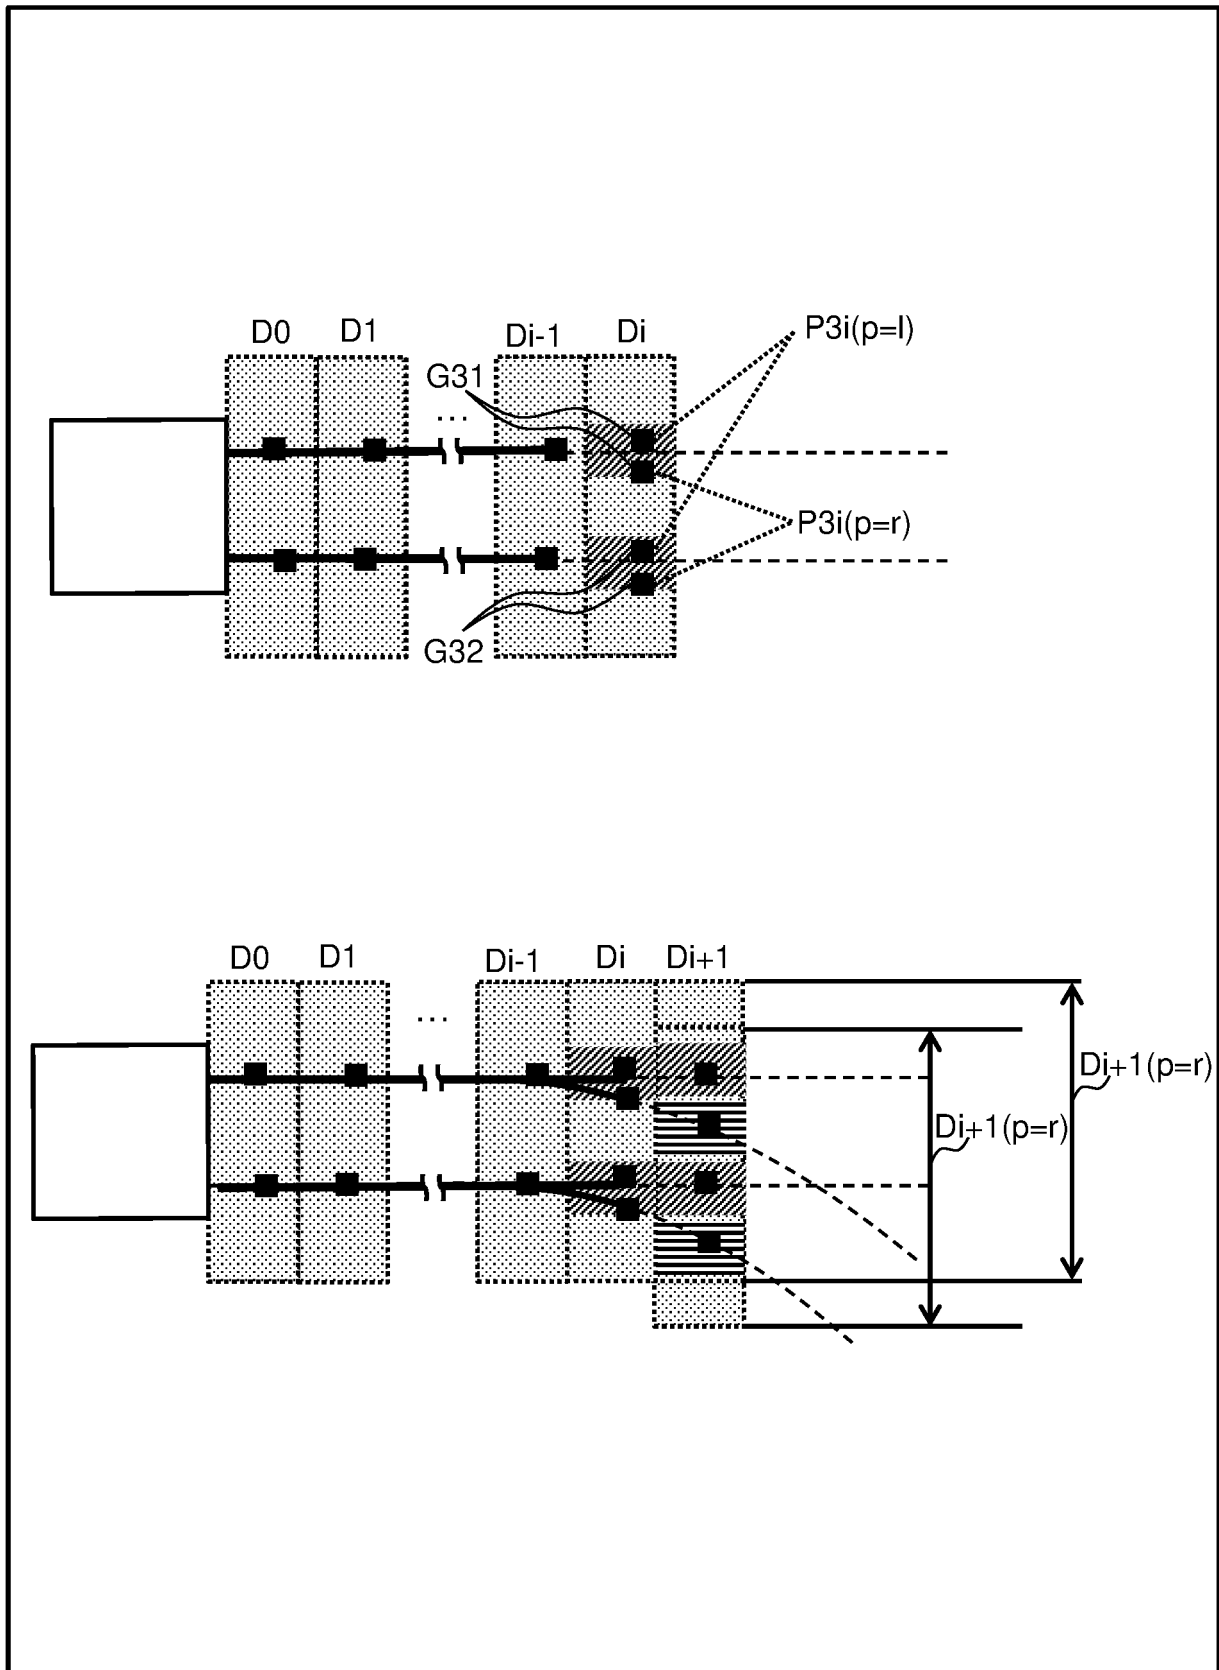 D0 D1 Di-1 Di P3i(p=l)
G31
...
P3i(p=r)
G32
D0 D1 Di-1 Di Di+1
...
Di+1(p=r)
Di+1(p=r)